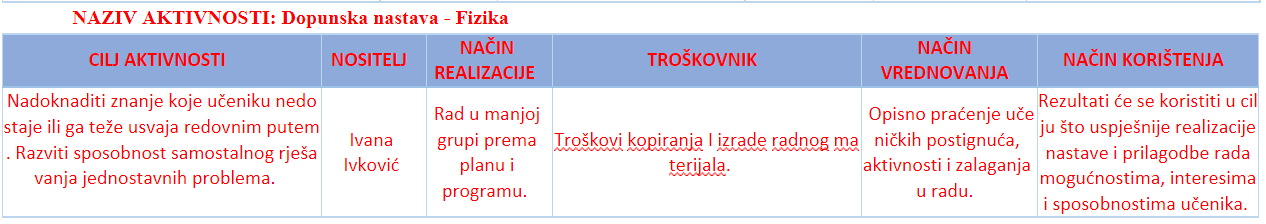 NAZIV AKTIVNOSTI: Dopunska nastava - Fizika
CILJ AKTIVNOSTI
NOSITELJ
NAČIN
REALIZACIJE
TROŠKOVNIK
NAČIN
VREDNOVANJA
NAČIN KORIŠTENJA
Nadoknaditi znanje koje učeniku nedo
staje ili ga teže usvaja redovnim putem
. Razviti sposobnost samostalnog rješa
vanja jednostavnih problema.
Ivana
Ivković
Rad u manjoj
grupi prema
planu i
programu.
Troškovi kopiranja I izrade radnog ma
terijala.
Opisno praćenje uče
ničkih postignuća,
aktivnosti i zalaganja
u radu.
Rezultati će se koristiti u cil
ju što uspješnije realizacije
nastave i prilagodbe rada
mogućnostima, interesima
i sposobnostima učenika.